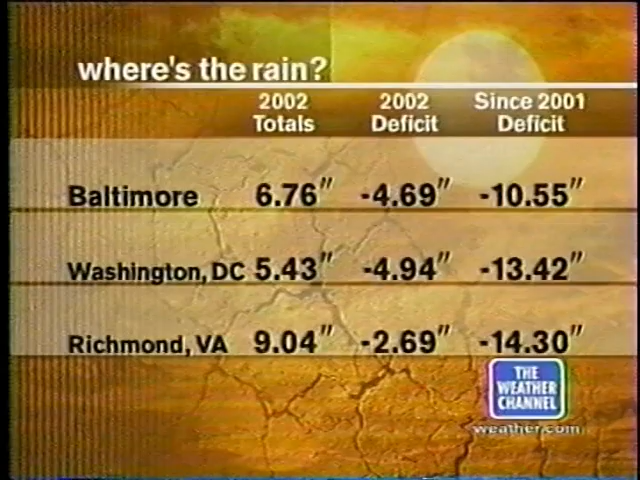 where's the rain?
2002 Totals 2002 Deficit Since 2001 Deficit
Baltimore 6.76" -4.69" -10.55"
Washington, DC 5.43" -4.94" -13.42"
Richmond, VA 9.04" -2.69" -14.30"
THE
WEATHER
CHANNEL
weather.com